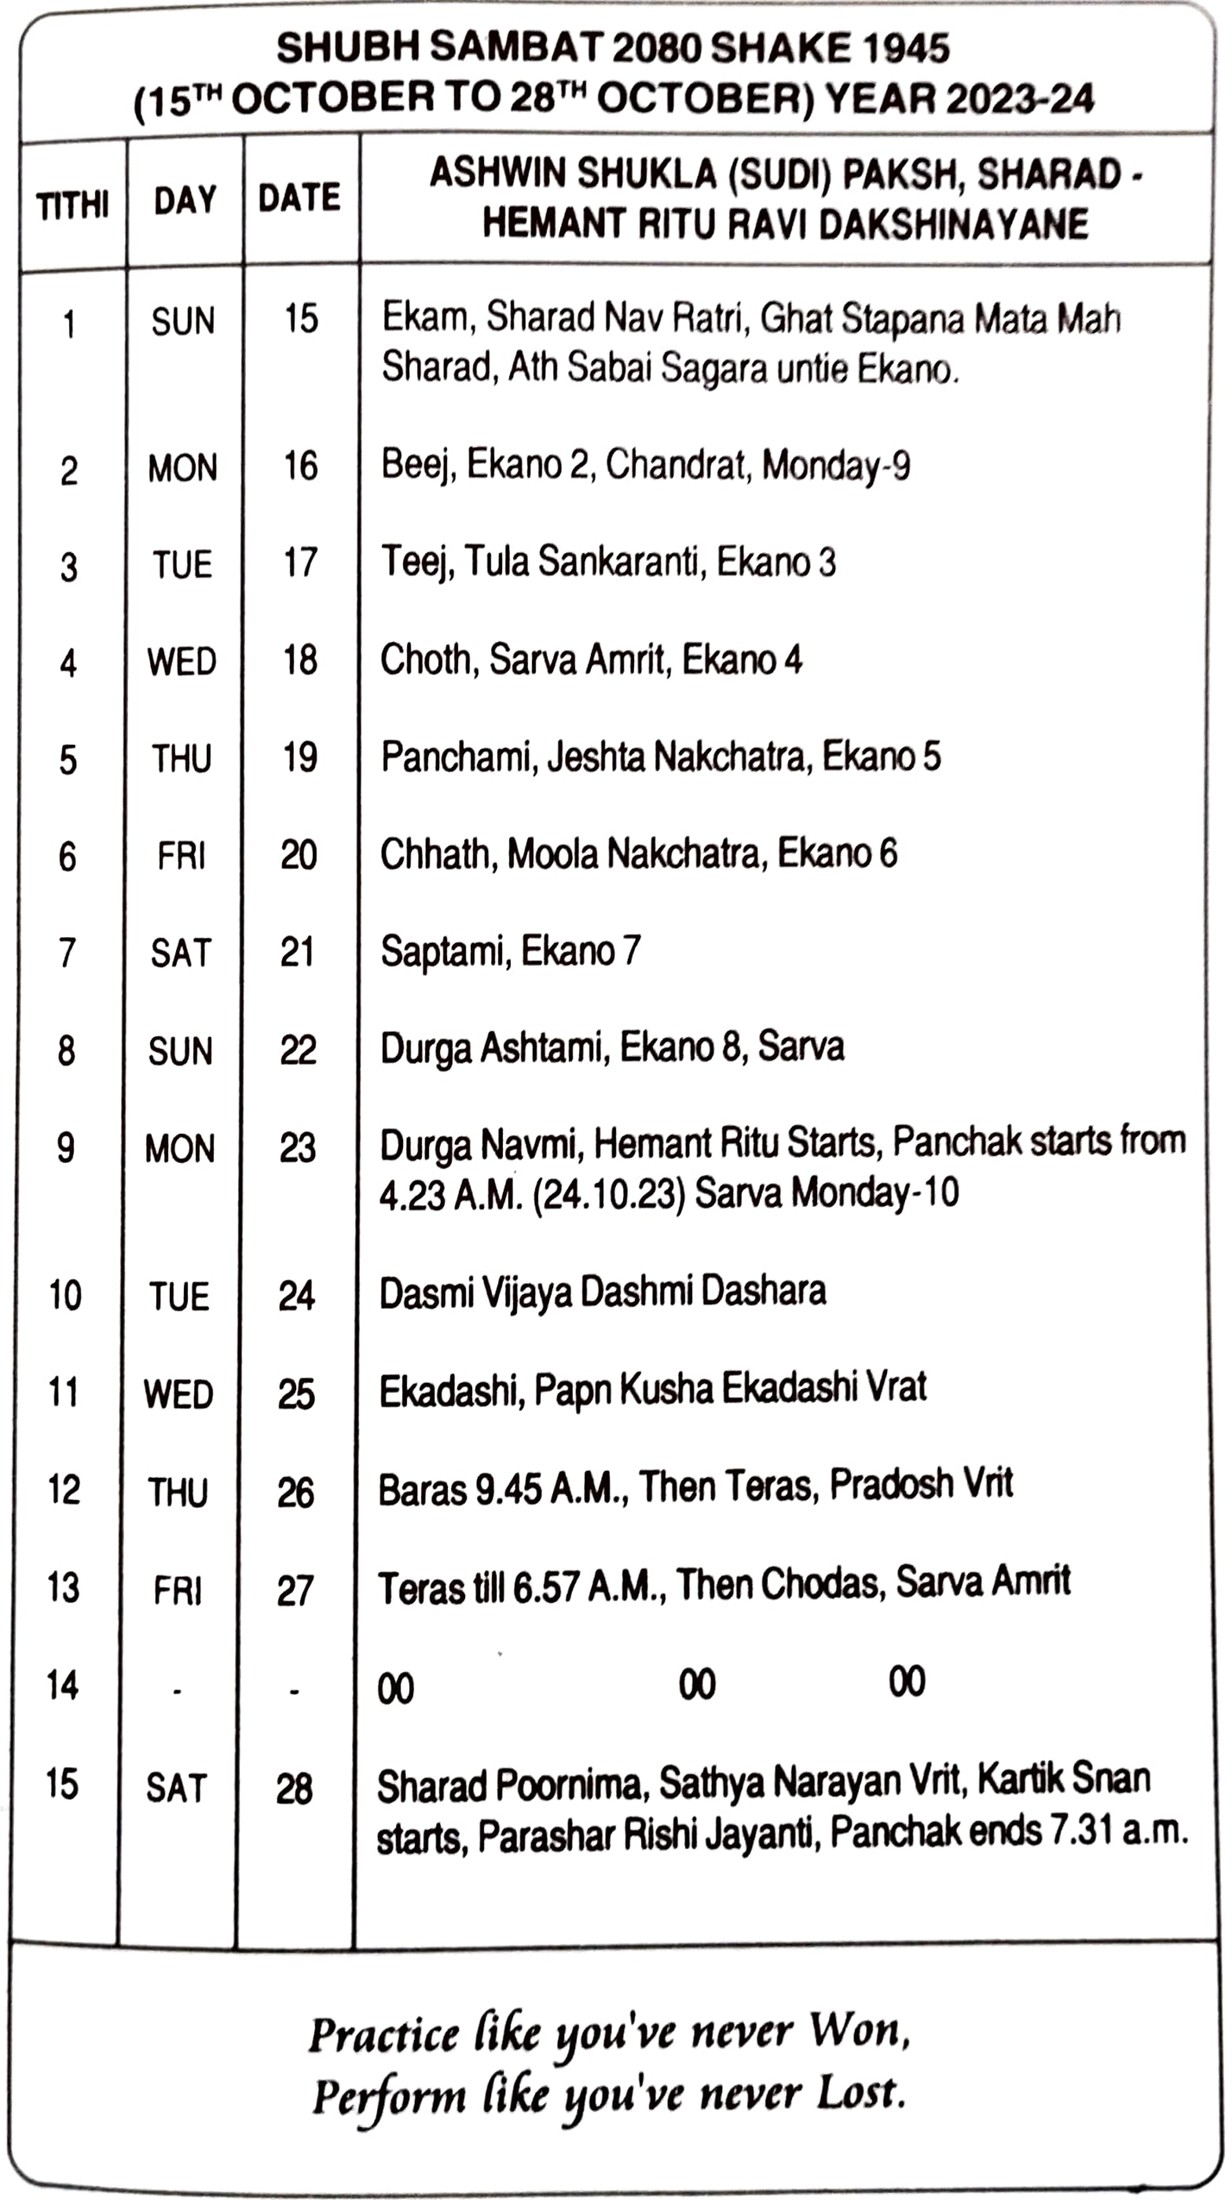 SHUBH SAMBAT 2080 SHAKE 1945
(15TH OCTOBER TO 28TH OCTOBER) YEAR 2023-24
TITHI DAY DATE ASHWIN SHUKLA (SUDI) PAKSH, SHARAD -
HEMANT RITU RAVI DAKSHINAYANE
1 SUN 15 Ekam, Sharad Nav Ratri, Ghat Stapana Mata Mah
Sharad, Ath Sabai Sagara untie Ekano.
2 MON 16 Beej, Ekano 2, Chandrat, Monday-9
3 TUE 17 Teej, Tula Sankaranti, Ekano 3
4 WED 18 Choth, Sarva Amrit, Ekano 4
5 THU 19 Panchami, Jeshta Nakchatra, Ekano 5
6 FRI 20 Chhath, Moola Nakchatra, Ekano 6
7 SAT 21 Saptami, Ekano 7
8 SUN 22 Durga Ashtami, Ekano 8, Sarva
9 MON 23 Durga Navmi, Hemant Ritu Starts, Panchak starts from
4.23 A.M. (24.10.23) Sarva Monday-10
10 TUE 24 Dasmi Vijaya Dashmi Dashara
11 WED 25 Ekadashi, Papn Kusha Ekadashi Vrat
12 THU 26 Baras 9.45 A.M., Then Teras, Pradosh Vrit
13 FRI 27 Teras till 6.57 A.M., Then Chodas, Sarva Amrit
14 - - 00 00 00
15 SAT 28 Sharad Poornima, Sathya Narayan Vrit, Kartik Snan
starts, Parashar Rishi Jayanti, Panchak ends 7.31 a.m.
Practice like you've never Won,
Perform like you've never Lost.